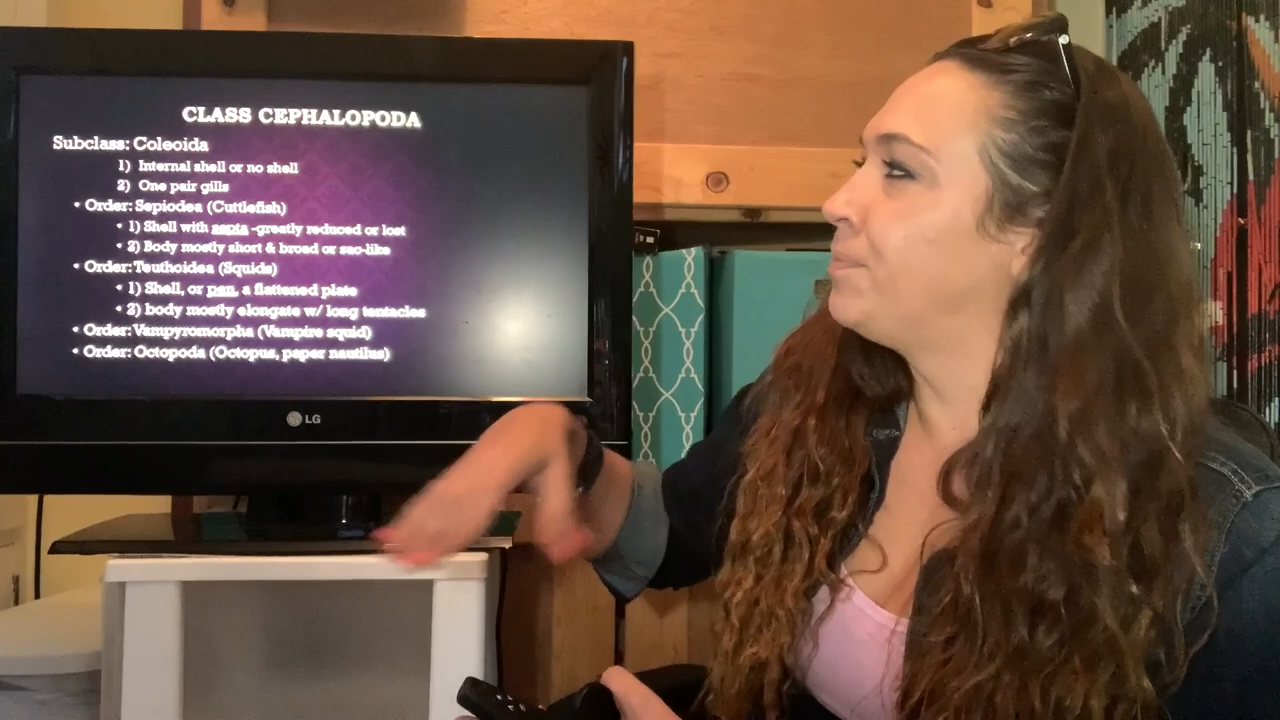 CLASS CEPHALOPODA
Subclass: Coleoida
1) Internal shell or no shell
2) One pair gills
• Order: Sepiodea (Cuttlefish)
• 1) Shell with septa -greatly reduced or lost
• 2) Body mostly short & broad or sac-like
• Order: Teuthoidea (Squids)
• 1) Shell, or pen, a flattened plate
• 2) body mostly elongate w/ long tentacles
• Order: Vampyromorpha (Vampire squid)
• Order: Octopoda (Octopus, paper nautilus)
LG